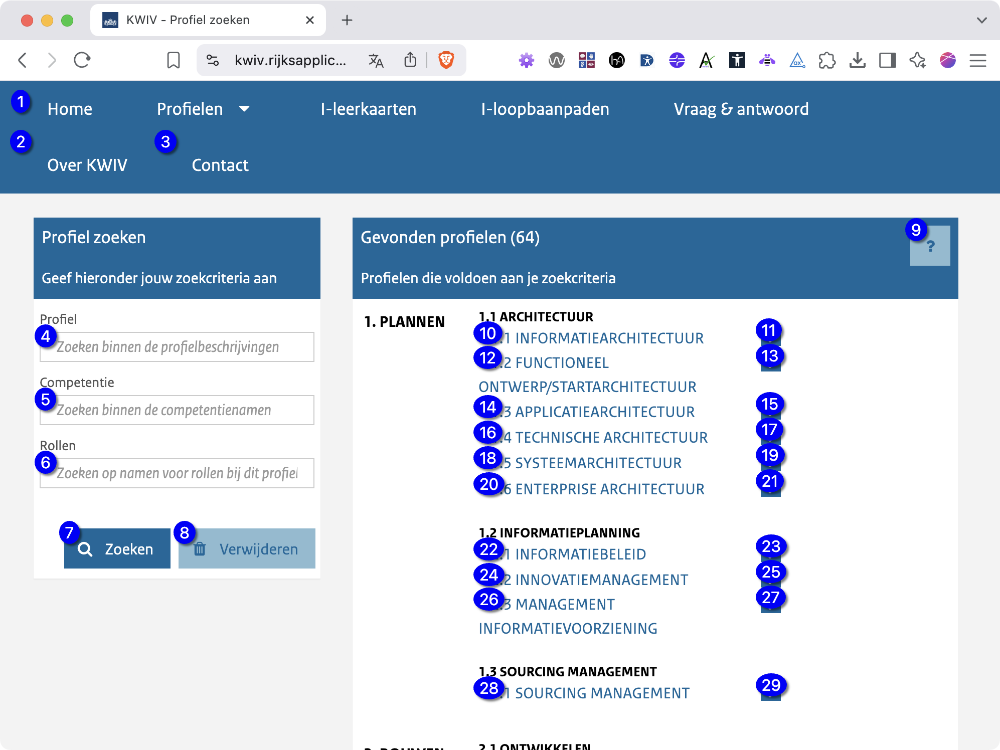 KWIV - Profiel zoeken
kwiv.rijksapplic...
1
Home
Profielen
I-leerkaarten
I-loopbaanpaden
Vraag & antwoord
2
Over KWIV
3
Contact
Profiel zoeken
Geef hieronder jouw zoekcriteria aan
Profiel
4
Zoeken binnen de profielbeschrijvingen
Competentie
5
Zoeken binnen de competentienamen
Rollen
6
Zoeken op namen voor rollen bij dit profiel
7
Zoeken
8
Verwijderen
Gevonden profielen (64)
9
?
Profielen die voldoen aan je zoekcriteria
1. PLANNEN
1.1 ARCHITECTUUR
10
.1 INFORMATIEARCHITECTUUR
11
12
.2 FUNCTIONEEL
ONTWERP/STARTARCHITECTUUR
13
14
.3 APPLICATIEARCHITECTUUR
15
16
.4 TECHNISCHE ARCHITECTUUR
17
18
.5 SYSTEEMARCHITECTUUR
19
20
.6 ENTERPRISE ARCHITECTUUR
21
1.2 INFORMATIEPLANNING
22
.1 INFORMATIEBELEID
23
24
.2 INNOVATIEMANAGEMENT
25
26
.3 MANAGEMENT
INFORMATIEVOORZIENING
27
1.3 SOURCING MANAGEMENT
28
.1 SOURCING MANAGEMENT
29
2.1 ONTWIKKELEN